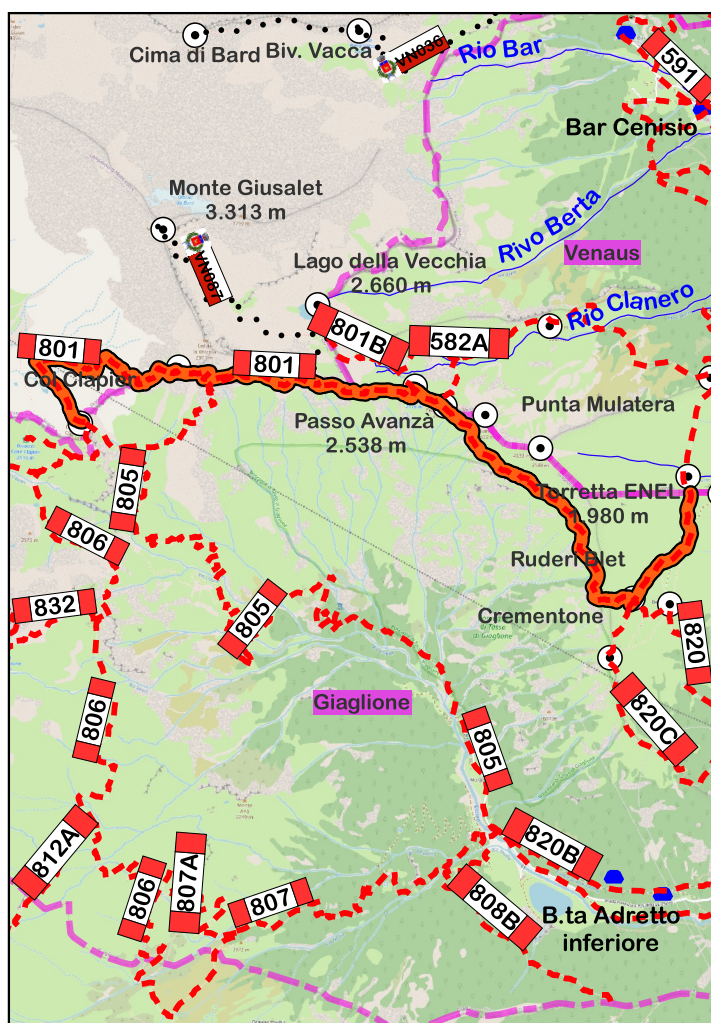 Cima di Bard
Biv. Vacca
VN036
Rio Bar
591
Bar Cenisio
Monte Giusalet
3.313 m
VN087
Rivo Berta
Venaus
Lago della Vecchia
2.660 m
Rio Clanero
801B
582A
801
801
Col Clapier
Passo Avanzà
2.538 m
Punta Mulatera
805
Torretta ENEL
1.980 m
806
Ruderi Blet
832
805
Crementone
820
806
Giaglione
820C
805
812A
806
807A
807
820B
808B
B.ta Adretto
inferiore